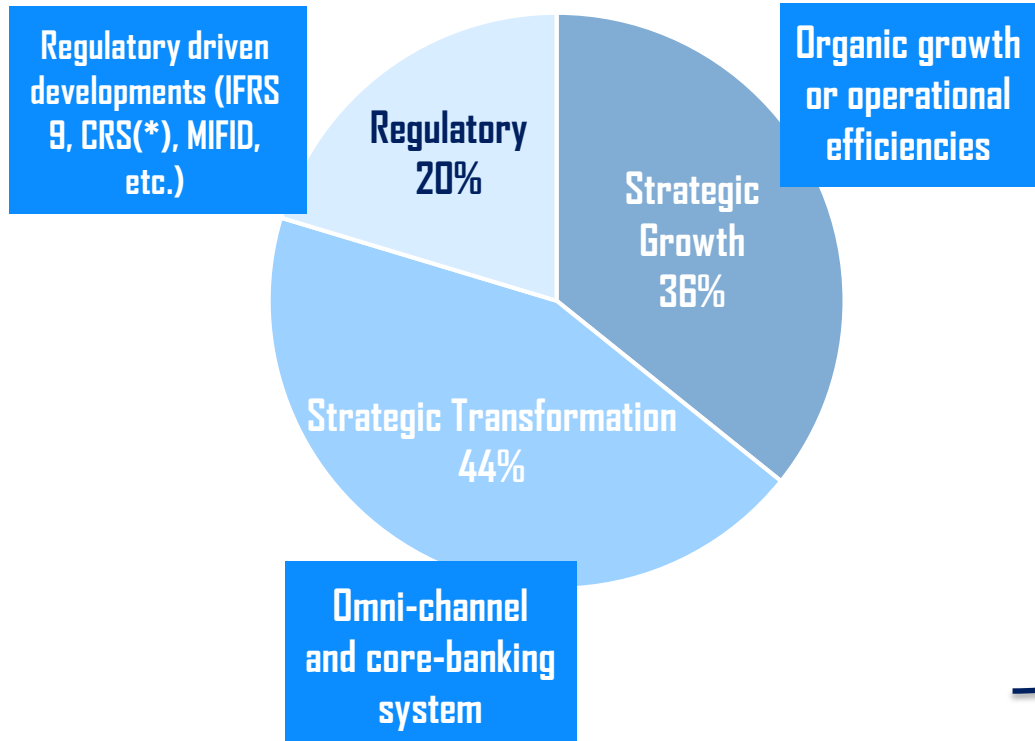 Regulatory driven
developments (IFRS
9, CRS(*), MIFID,
etc.)
Organic growth
or operational
efficiencies
Regulatory
20%
Strategic
Growth
36%
Strategic Transformation
44%
Omni-channel
and core-banking
system